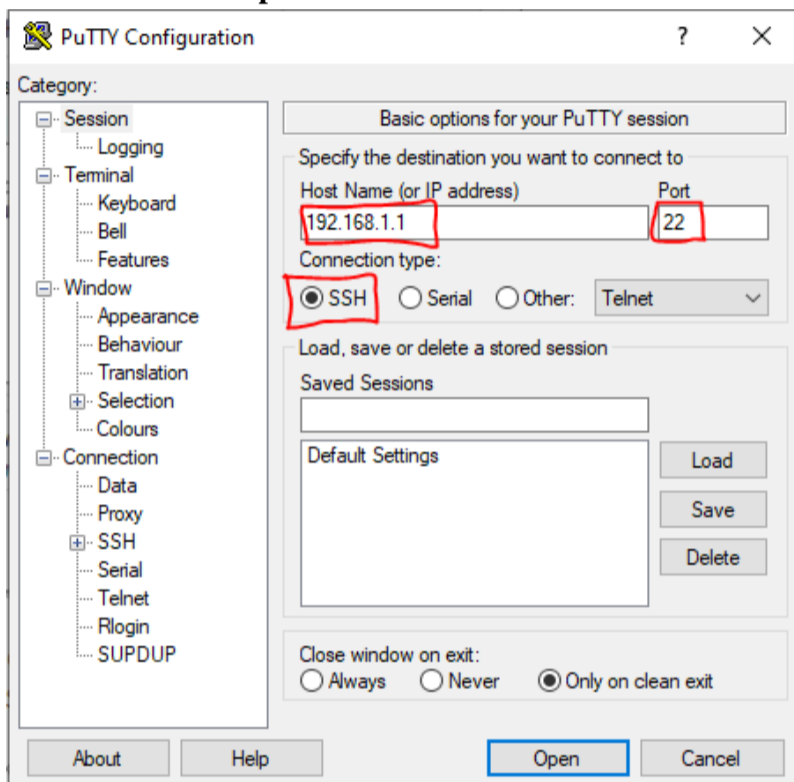 PuTTY Configuration ? ×
Category:
Session
Logging
Terminal
Keyboard
Bell
Features
Window
Appearance
Behaviour
Translation
Selection
Colours
Connection
Data
Proxy
SSH
Serial
Telnet
Rlogin
SUPDUP
Basic options for your PuTTY session
Specify the destination you want to connect to
Host Name (or IP address) Port
192.168.1.1 22
Connection type:
SSH Serial Other: Telnet
Load, save or delete a stored session
Saved Sessions
Default Settings
Load
Save
Delete
Close window on exit:
Always Never Only on clean exit
About Help Open Cancel